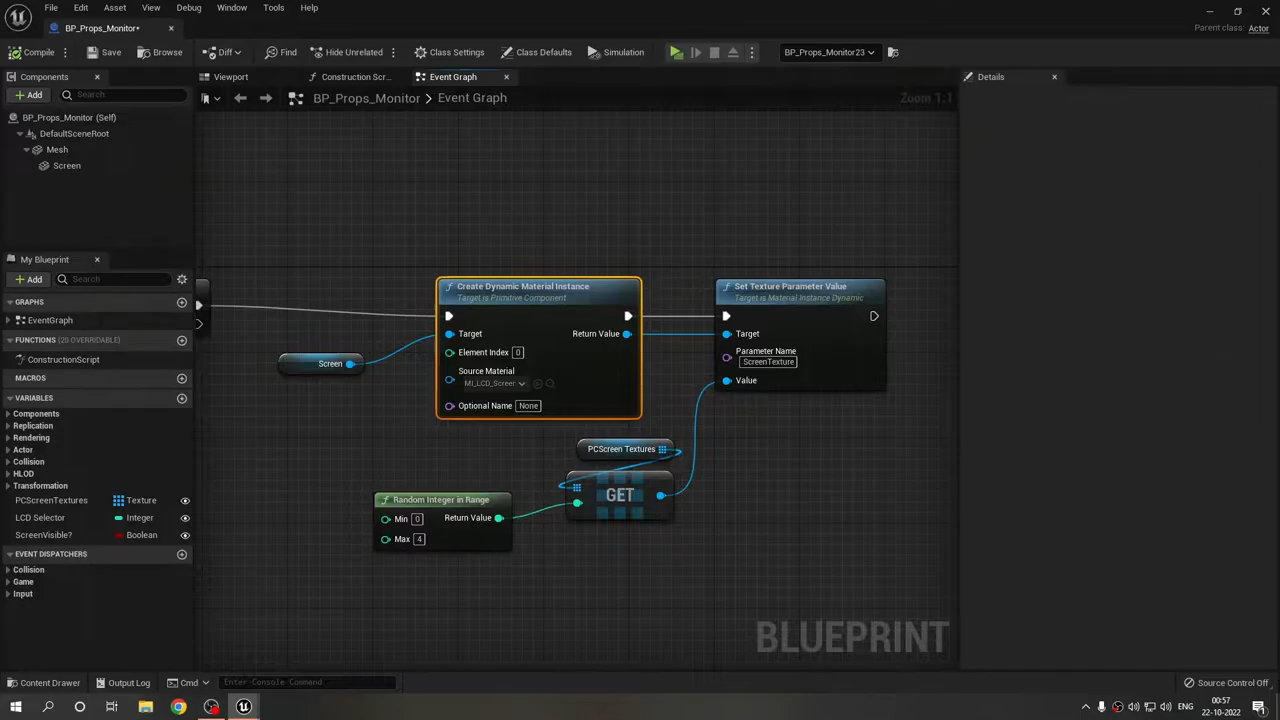 File Edit Asset View Debug Window Tools Help
BP_Props_Monitor*
Parent class: Actor
Compile Save Browse Diff Find Hide Unrelated Class Settings Class Defaults Simulation BP_Props_Monitor23
Components
Viewport Construction Scr... Event Graph
Details
Add Search
BP_Props_Monitor > Event Graph
Zoom 1:1
BP_Props_Monitor (Self)
DefaultSceneRoot
Mesh
Screen
My Blueprint
Add Search
GRAPHS
EventGraph
FUNCTIONS (20 OVERRIDABLE)
ConstructionScript
MACROS
VARIABLES
Components
Replication
Rendering
Actor
Collision
HLOD
Transformation
PCScreenTextures Texture
LCD Selector Integer
ScreenVisible? Boolean
EVENT DISPATCHERS
Collision
Game
Input
Screen
Create Dynamic Material Instance
Target is Primitive Component
Target
Return Value
Element Index 0
Source Material
MI_LCD_Screer
Optional Name None
Set Texture Parameter Value
Target is Material Instance Dynamic
Target
Parameter Name
ScreenTexture
Value
PCScreen Textures
GET
Random Integer in Range
Min 0
Return Value
Max 4
BLUEPRINT
Content Drawer Output Log Cmd Enter Console Command
Source Control Off
00:57
22-10-2022